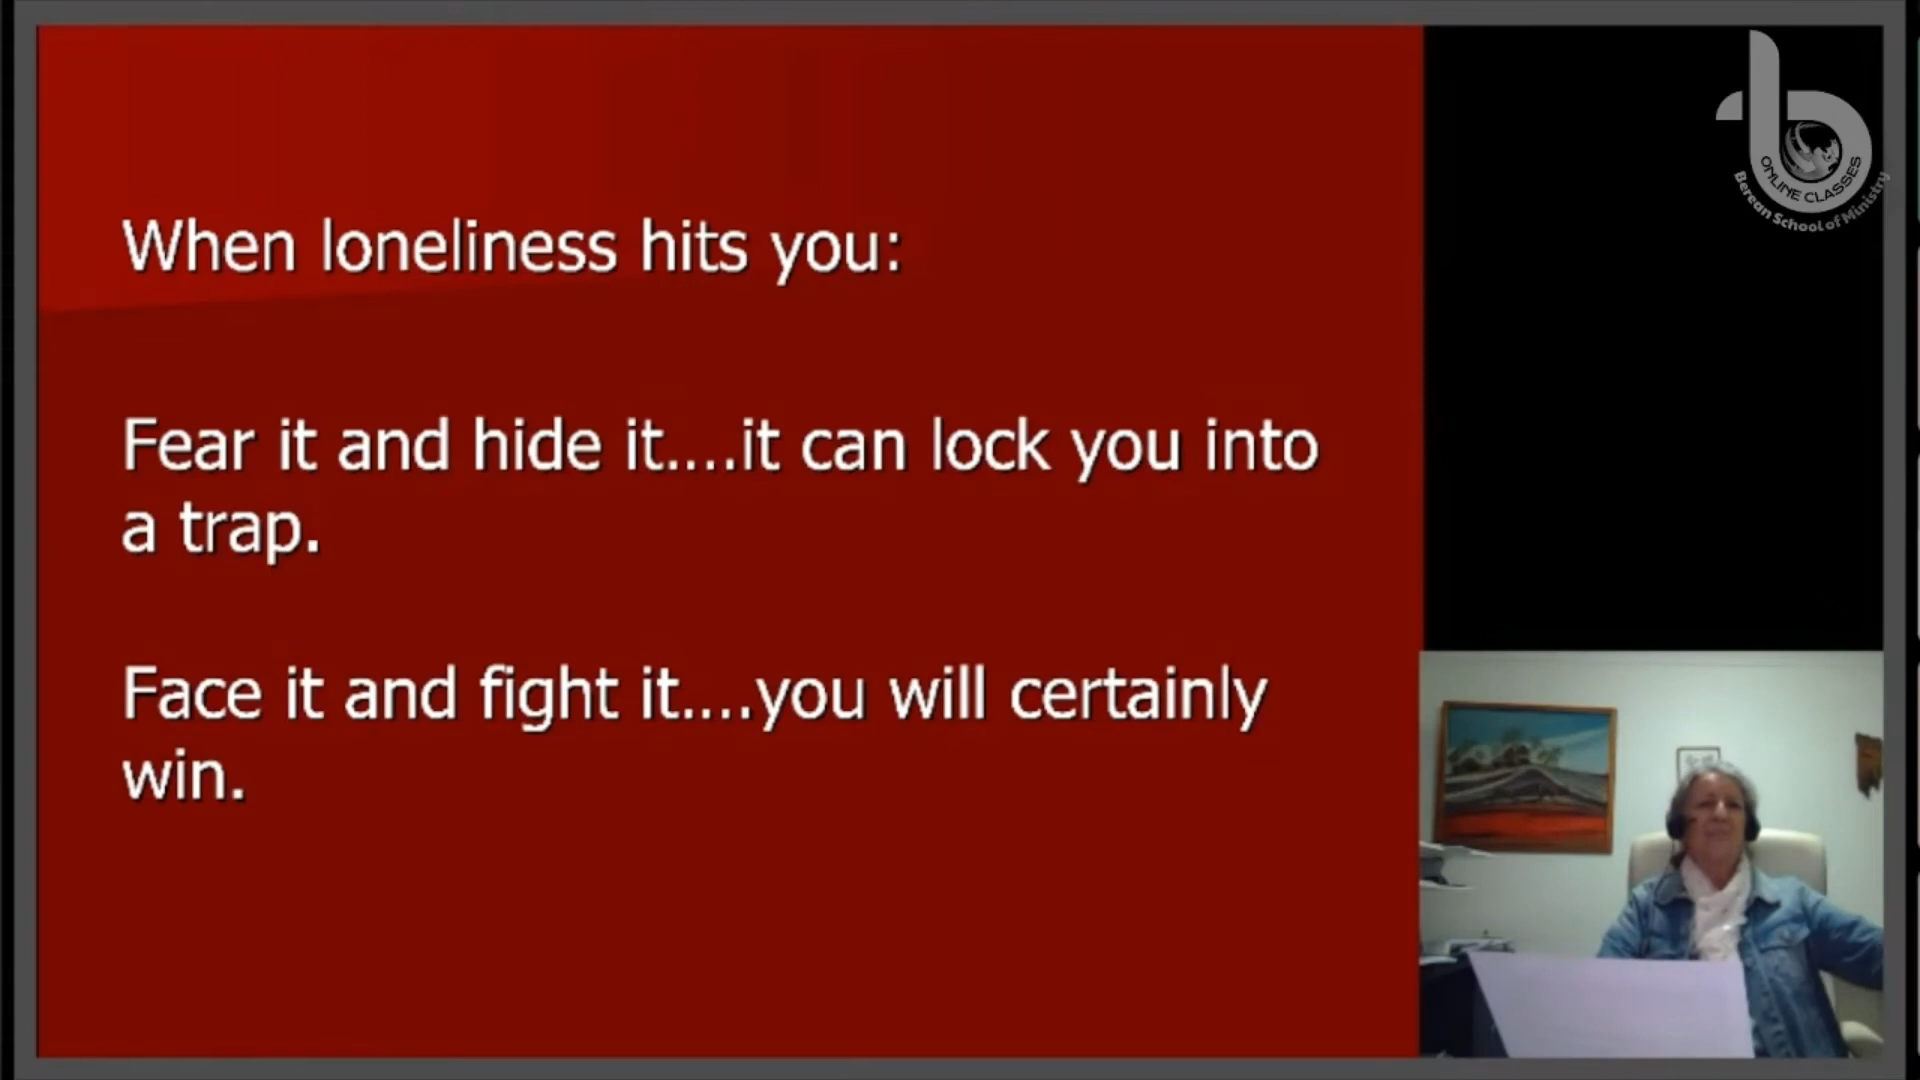 When loneliness hits you:
Fear it and hide it....it can lock you into
a trap.
Face it and fight it....you will certainly
win.
ONLINE CLASSES
Berean School of Ministry